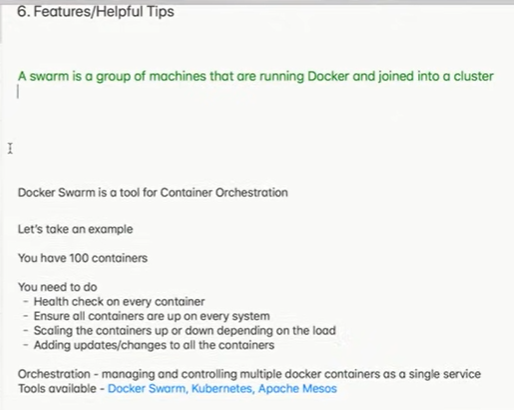 6. Features/Helpful Tips
A swarm is a group of machines that are running Docker and joined into a cluster
Docker Swarm is a tool for Container Orchestration
Let's take an example
You have 100 containers
You need to do
- Health check on every container
- Ensure all containers are up on every system
- Scaling the containers up or down depending on the load
- Adding updates/changes to all the containers
Orchestration - managing and controlling multiple docker containers as a single service
Tools available - Docker Swarm, Kubernetes, Apache Mesos